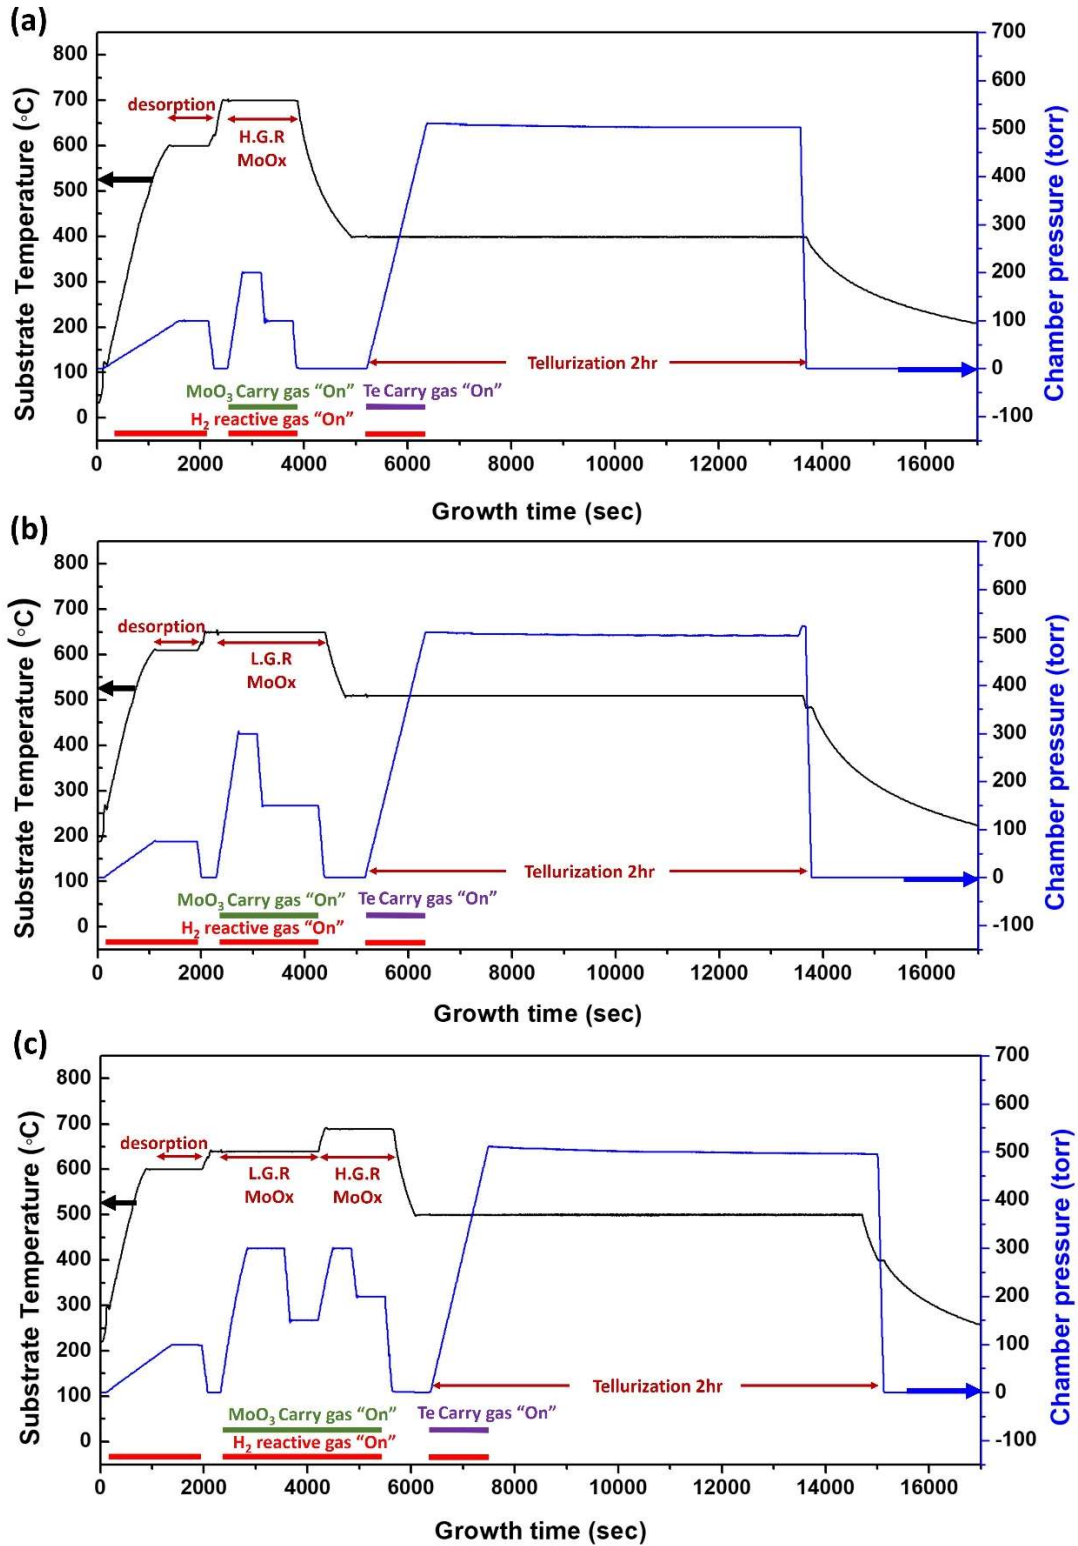 (a)
Substrate Temperature (°C)
800
700
600
500
400
300
200
100
0
desorption
H.G.R
MoOx
Tellurization 2hr
MoO₃ Carry gas “On”
Te Carry gas “On”
H₂ reactive gas “On”
700
600
500
400
300
200
100
0
-100
Chamber pressure (torr)
0 2000 4000 6000 8000 10000 12000 14000 16000
Growth time (sec)
(b)
Substrate Temperature (°C)
800
700
600
500
400
300
200
100
0
desorption
L.G.R
MoOx
Tellurization 2hr
MoO₃ Carry gas “On”
Te Carry gas “On”
H₂ reactive gas “On”
700
600
500
400
300
200
100
0
-100
Chamber pressure (torr)
0 2000 4000 6000 8000 10000 12000 14000 16000
Growth time (sec)
(c)
Substrate Temperature (°C)
800
700
600
500
400
300
200
100
0
desorption
L.G.R
MoOx
H.G.R
MoOx
Tellurization 2hr
MoO₃ Carry gas “On”
Te Carry gas “On”
H₂ reactive gas “On”
700
600
500
400
300
200
100
0
-100
Chamber pressure (torr)
0 2000 4000 6000 8000 10000 12000 14000 16000
Growth time (sec)